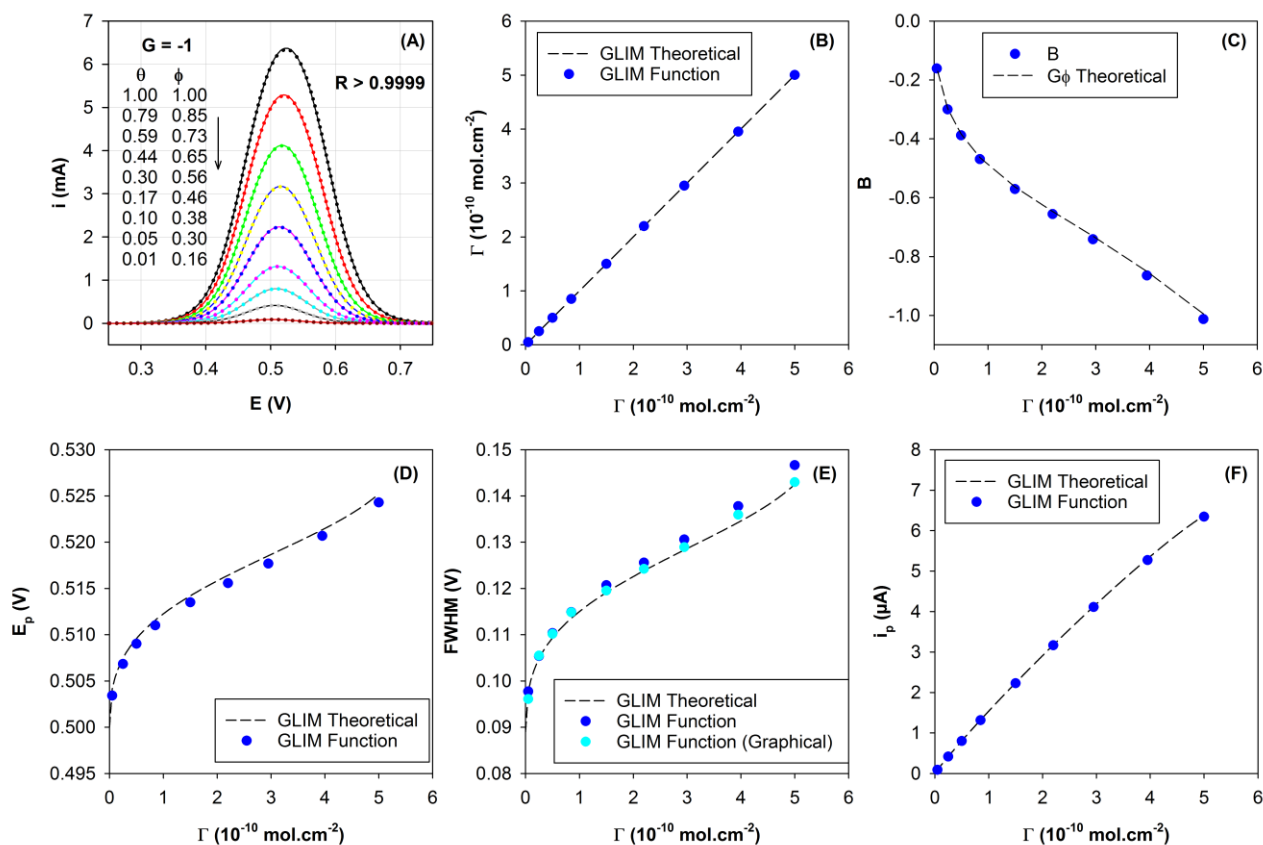 (A)
G = -1
θ ϕ
1.00 1.00
0.79 0.85
0.59 0.73
0.44 0.65
0.30 0.56
0.17 0.46
0.10 0.38
0.05 0.30
0.01 0.16
R > 0.9999
7
6
5
4
3
2
1
0
i (mA)
0.3 0.4 0.5 0.6 0.7
E (V)
(B)
GLIM Theoretical
GLIM Function
6
5
4
3
2
1
0
Γ (10⁻¹⁰ mol.cm⁻²)
0 1 2 3 4 5 6
Γ (10⁻¹⁰ mol.cm⁻²)
(C)
B
Gϕ Theoretical
0.0
-0.2
-0.4
-0.6
-0.8
-1.0
B
0 1 2 3 4 5 6
Γ (10⁻¹⁰ mol.cm⁻²)
(D)
0.530
0.525
0.520
0.515
0.510
0.505
0.500
0.495
Eₚ (V)
GLIM Theoretical
GLIM Function
0 1 2 3 4 5 6
Γ (10⁻¹⁰ mol.cm⁻²)
(E)
0.15
0.14
0.13
0.12
0.11
0.10
0.09
0.08
FWHM (V)
GLIM Theoretical
GLIM Function
GLIM Function (Graphical)
0 1 2 3 4 5 6
Γ (10⁻¹⁰ mol.cm⁻²)
(F)
GLIM Theoretical
GLIM Function
8
7
6
5
4
3
2
1
0
iₚ (µA)
0 1 2 3 4 5 6
Γ (10⁻¹⁰ mol.cm⁻²)